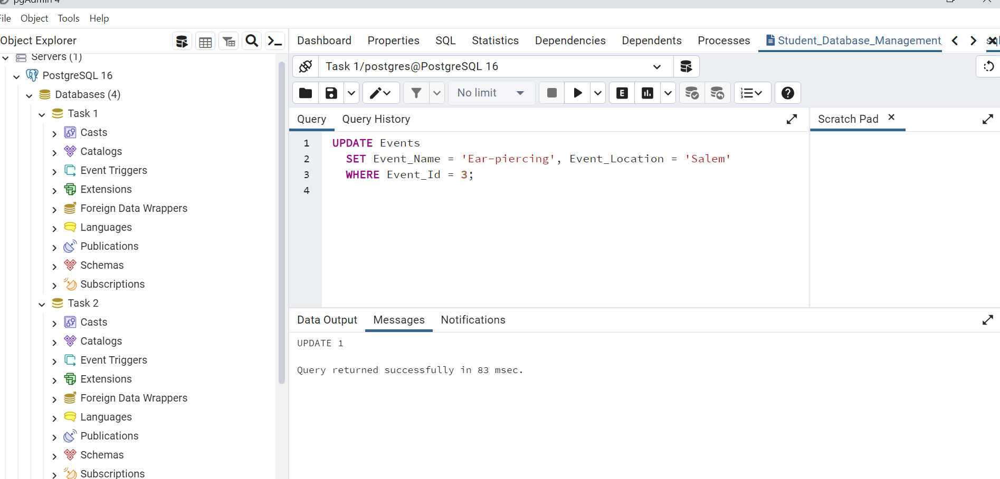 pgAdmin 4
File Object Tools Help
Object Explorer
Dashboard Properties SQL Statistics Dependencies Dependents Processes Student_Database_Management.
Servers (1)
PostgreSQL 16
Databases (4)
Task 1
Casts
Catalogs
Event Triggers
Extensions
Foreign Data Wrappers
Languages
Publications
Schemas
Subscriptions
Task 2
Casts
Catalogs
Event Triggers
Extensions
Foreign Data Wrappers
Languages
Publications
Schemas
Subscriptions
Task 1/postgres@PostgreSQL 16
No limit
E
Query Query History
Scratch Pad
1 UPDATE Events
2 SET Event_Name = 'Ear-piercing', Event_Location = 'Salem'
3 WHERE Event_Id = 3;
4
Data Output Messages Notifications
UPDATE 1
Query returned successfully in 83 msec.